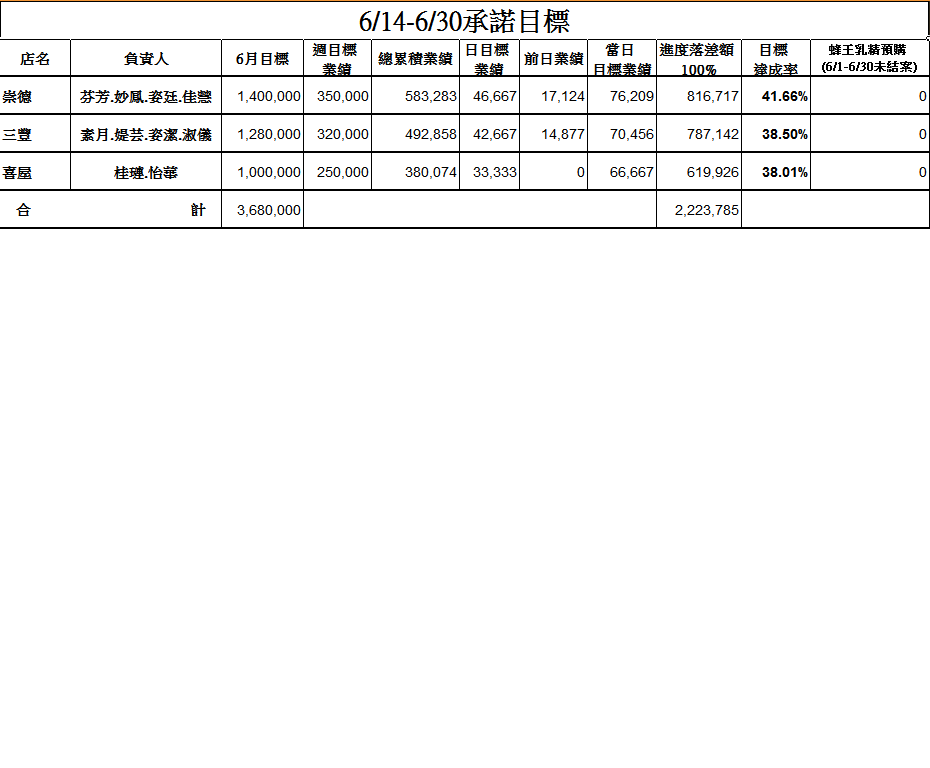 6/14-6/30承諾目標
店名 負責人 6月目標 週目標業績 總累積業績 日目標業績 前日業績 當日目標業績 進度落差額100% 目標達成率 蜂王乳精預購(6/1-6/30未結案)
崇德 芬芳.妙鳳.姿廷.佳慧 1,400,000 350,000 583,283 46,667 17,124 76,209 816,717 41.66% 0
三豐 素月.媞芸.姿潔.淑儀 1,280,000 320,000 492,858 42,667 14,877 70,456 787,142 38.50% 0
喜屋 桂璉.怡華 1,000,000 250,000 380,074 33,333 0 66,667 619,926 38.01% 0
合 計 3,680,000 2,223,785